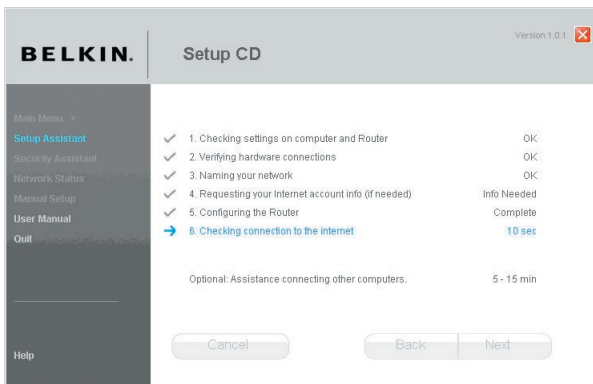 BELKIN.
Setup CD
Version 1.0.1
Main Menu >
Setup Assistant
Security Assistant
Network Status
Manual Setup
User Manual
Quit
Help
1. Checking settings on computer and Router OK
2. Verifying hardware connections OK
3. Naming your network OK
4. Requesting your Internet account info (if needed) Info Needed
5. Configuring the Router Complete
6. Checking connection to the internet 10 sec
Optional: Assistance connecting other computers. 5 - 15 min
Cancel
Back
Next